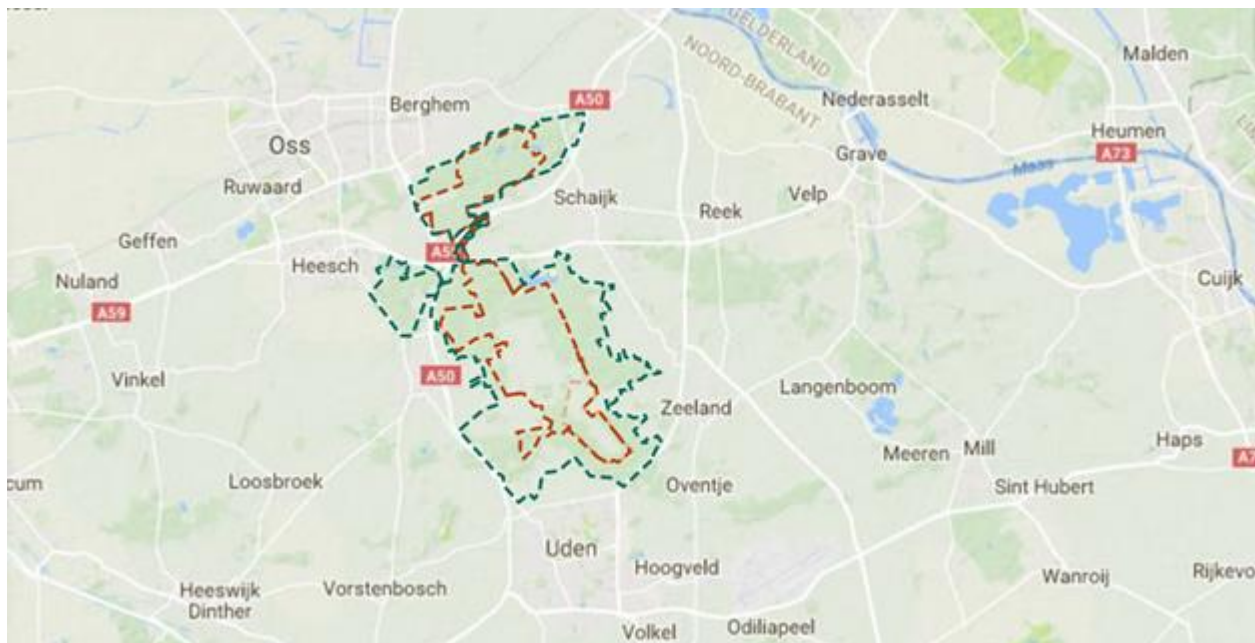 GELDERLAND
NOORD-BRABANT
Malden
Berghem
A50
Nederasselt
Oss
Heumen
A73
Grave
Maas
Ruwaard
Schaijk
Velp
Reek
Geffen
Heesch
Nuland
Cuijk
A59
Vinkel
A50
Langenboom
Zeeland
Meeren
Mill
Haps
cum
Loosbroek
Oventje
Sint Hubert
Uden
Hoogveld
Heeswijk
Dinther
Vorstenbosch
Wanroij
Rijkevo
Volkel
Odiliapeel